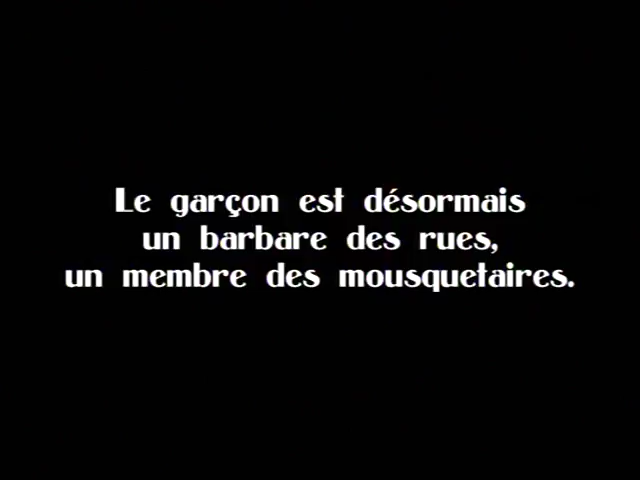 Le garçon est désormais
un barbare des rues,
un membre des mousquetaires.